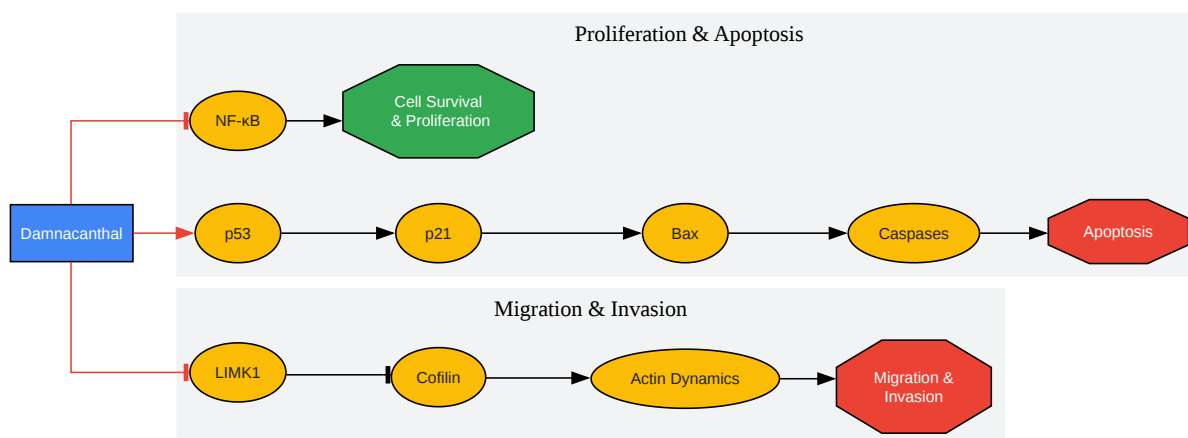 Proliferation & Apoptosis
Cell Survival
& Proliferation
NF-κB
Damnacanthal
p53
p21
Bax
Caspases
Apoptosis
Migration & Invasion
LIMK1
Cofilin
Actin Dynamics
Migration &
Invasion